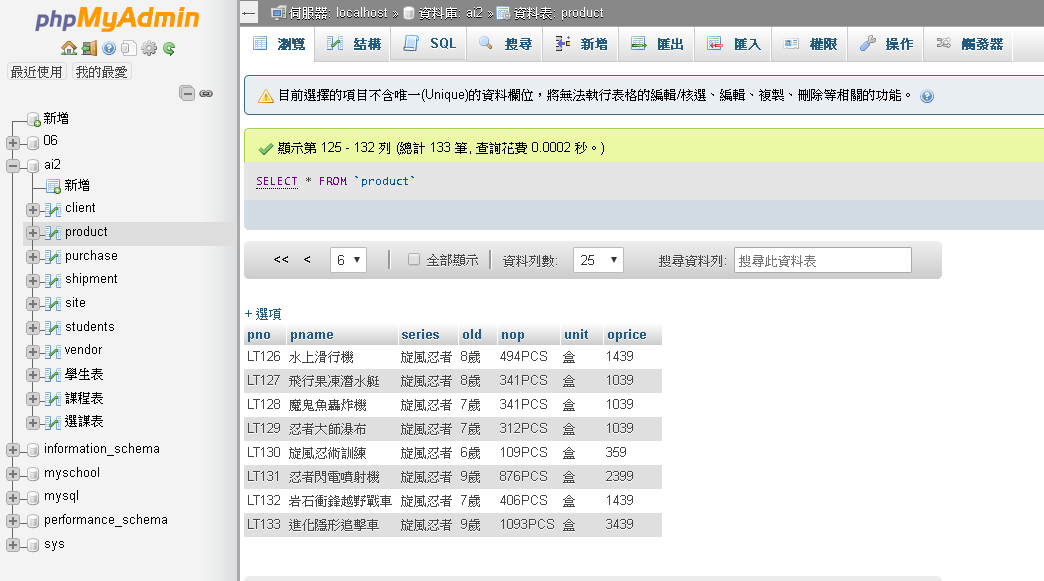 phpMyAdmin
最近使用 我的最愛
新增
06
ai2
新增
client
product
purchase
shipment
site
students
vendor
學生表
課程表
選課表
information_schema
myschool
mysql
performance_schema
sys
伺服器: localhost » 資料庫: ai2 » 資料表: product
瀏覽 結構 SQL 搜尋 新增 匯出 匯入 權限 操作 觸發器
目前選擇的項目不含唯一(Unique)的資料欄位，將無法執行表格的編輯/核選、編輯、複製、刪除等相關的功能。
顯示第 125 - 132 列 (總計 133 筆, 查詢花費 0.0002 秒。)
SELECT * FROM `product`
<< < 6 全部顯示 資料列數: 25 搜尋資料列: 搜尋此資料表
+ 選項
pno pname series old nop unit oprice
LT126 水上滑行機 旋風忍者 8歲 494PCS 盒 1439
LT127 飛行果凍潛水艇 旋風忍者 8歲 341PCS 盒 1039
LT128 魔鬼魚轟炸機 旋風忍者 7歲 341PCS 盒 1039
LT129 忍者大師瀑布 旋風忍者 7歲 312PCS 盒 1039
LT130 旋風忍術訓練 旋風忍者 6歲 109PCS 盒 359
LT131 忍者閃電噴射機 旋風忍者 9歲 876PCS 盒 2399
LT132 岩石衝鋒越野戰車 旋風忍者 7歲 406PCS 盒 1439
LT133 進化隱形追擊車 旋風忍者 9歲 1093PCS 盒 3439